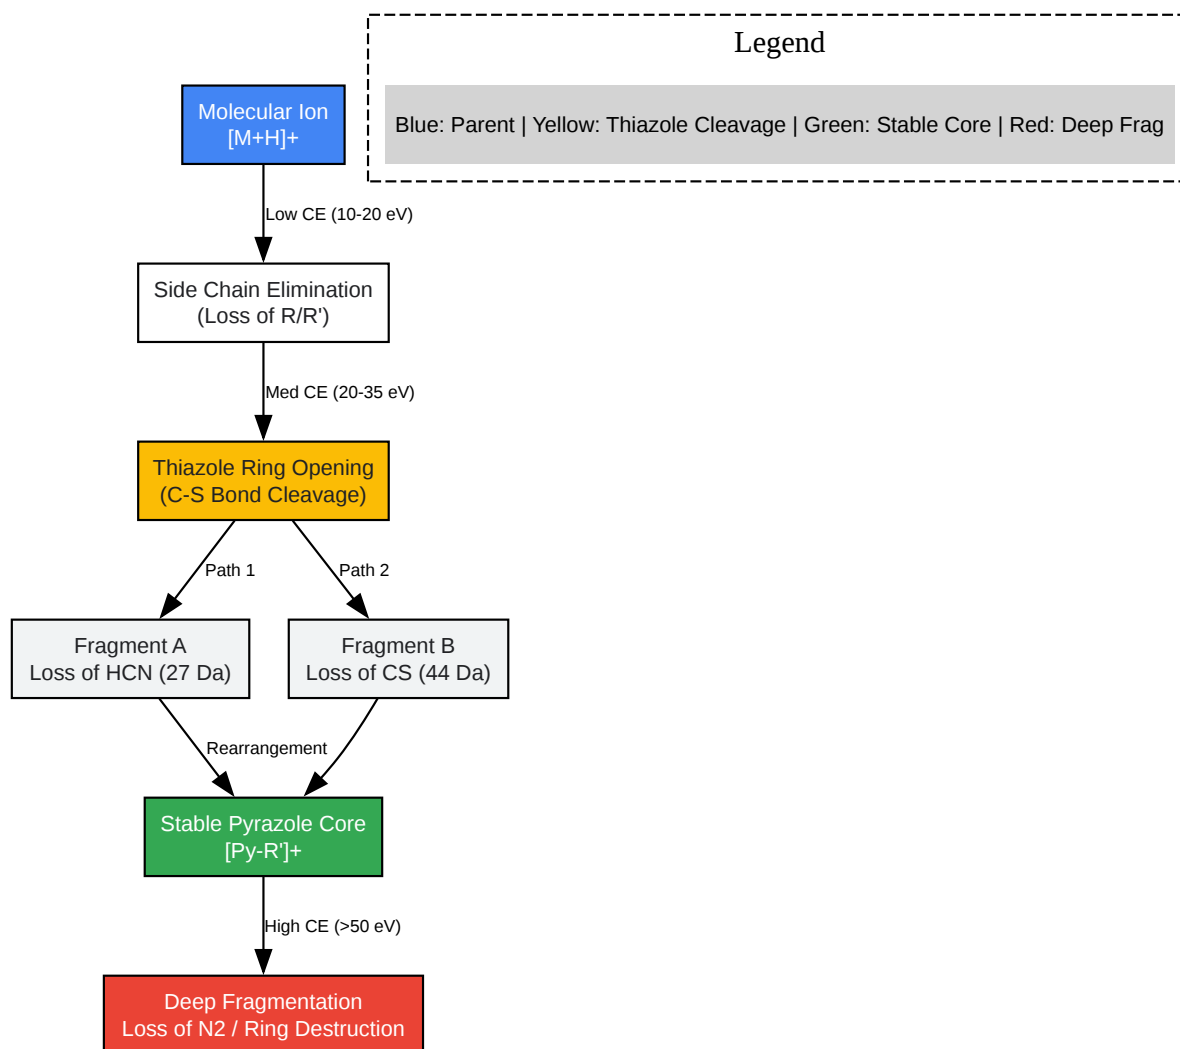 Legend
Blue: Parent | Yellow: Thiazole Cleavage | Green: Stable Core | Red: Deep Frag
Molecular Ion
[M+H]+
Low CE (10-20 eV)
Side Chain Elimination
(Loss of R/R')
Med CE (20-35 eV)
Thiazole Ring Opening
(C-S Bond Cleavage)
Path 1
Path 2
Fragment A
Loss of HCN (27 Da)
Fragment B
Loss of CS (44 Da)
Rearrangement
Stable Pyrazole Core
[Py-R']+
High CE (>50 eV)
Deep Fragmentation
Loss of N2 / Ring Destruction